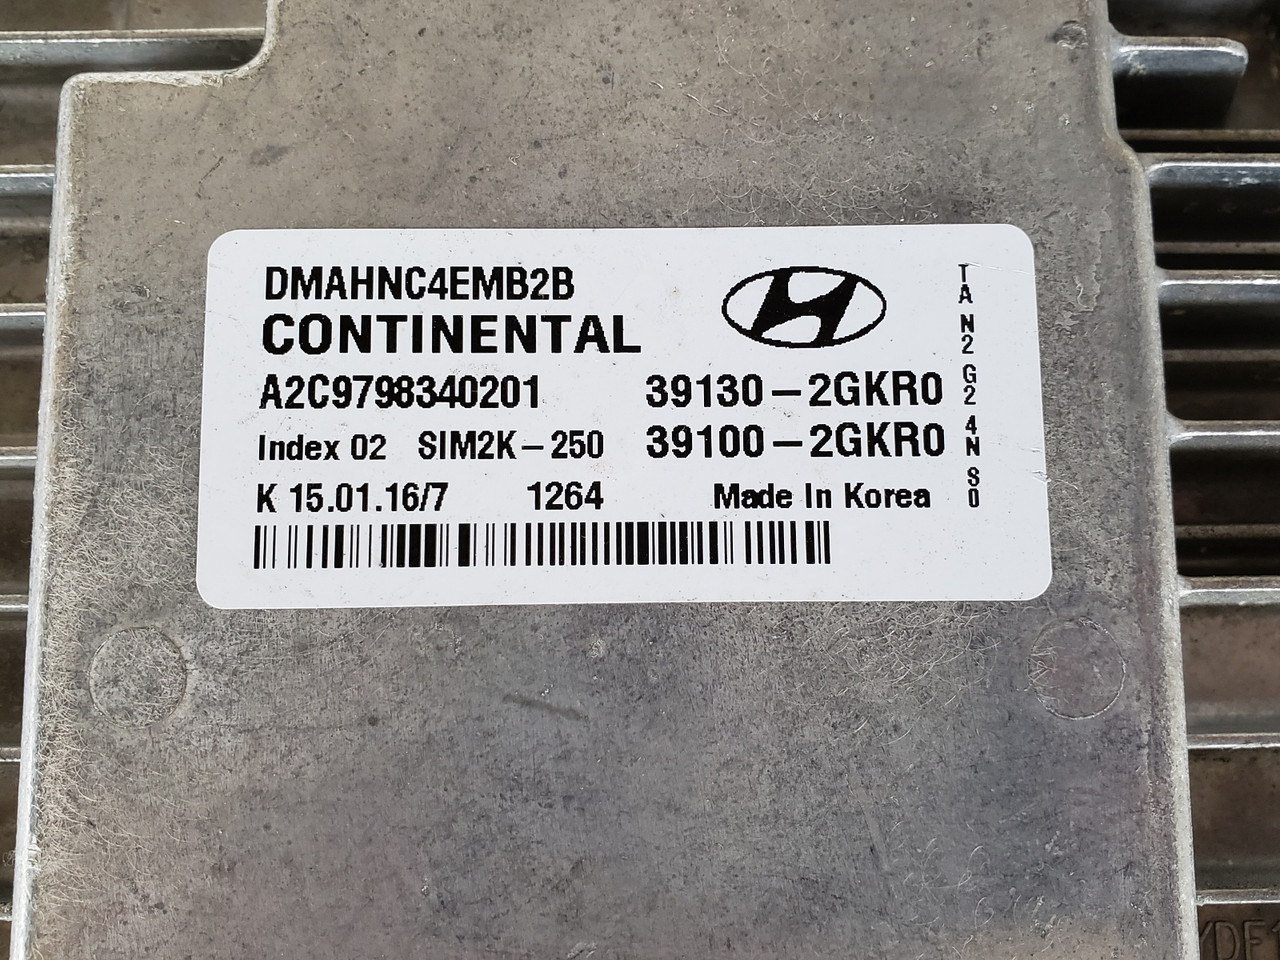 DMAHNC4EMB2B
CONTINENTAL
A2C9798340201 39130-2GKR0
Index 02 SIM2K-250 39100-2GKR0
K 15.01.16/7 1264 Made In Korea
TA N2 G2 4N S0